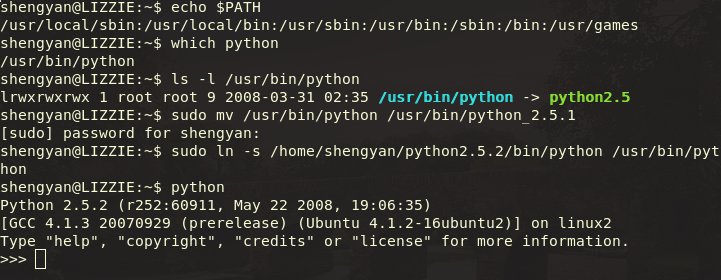 shengyan@LIZZIE:~$ echo $PATH
/usr/local/sbin:/usr/local/bin:/usr/sbin:/usr/bin:/sbin:/bin:/usr/games
shengyan@LIZZIE:~$ which python
/usr/bin/python
shengyan@LIZZIE:~$ ls -l /usr/bin/python
lrwxrwxrwx 1 root root 9 2008-03-31 02:35 /usr/bin/python -> python2.5
shengyan@LIZZIE:~$ sudo mv /usr/bin/python /usr/bin/python_2.5.1
[sudo] password for shengyan:
shengyan@LIZZIE:~$ sudo ln -s /home/shengyan/python2.5.2/bin/python /usr/bin/pyt
hon
shengyan@LIZZIE:~$ python
Python 2.5.2 (r252:60911, May 22 2008, 19:06:35)
[GCC 4.1.3 20070929 (prerelease) (Ubuntu 4.1.2-16ubuntu2)] on linux2
Type "help", "copyright", "credits" or "license" for more information.
>>>